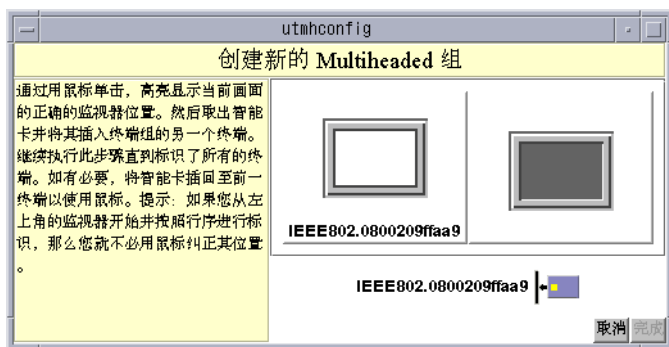 utmhconfig
创建新的 Multiheaded 组
通过用鼠标单击，高亮显示当前画面
的正确的监视器位置。然后取出智能
卡并将其插入终端组的另一个终端。
继续执行此步骤直到标识了所有的终
端。如有必要，将智能卡插回至前一
终端以使用鼠标。提示：如果您从左
上角的监视器开始并按照行序进行标
识，那么您就不必用鼠标纠正其位置
。
IEEE802.0800209ffaa9
IEEE802.0800209ffaa9
取消 完成